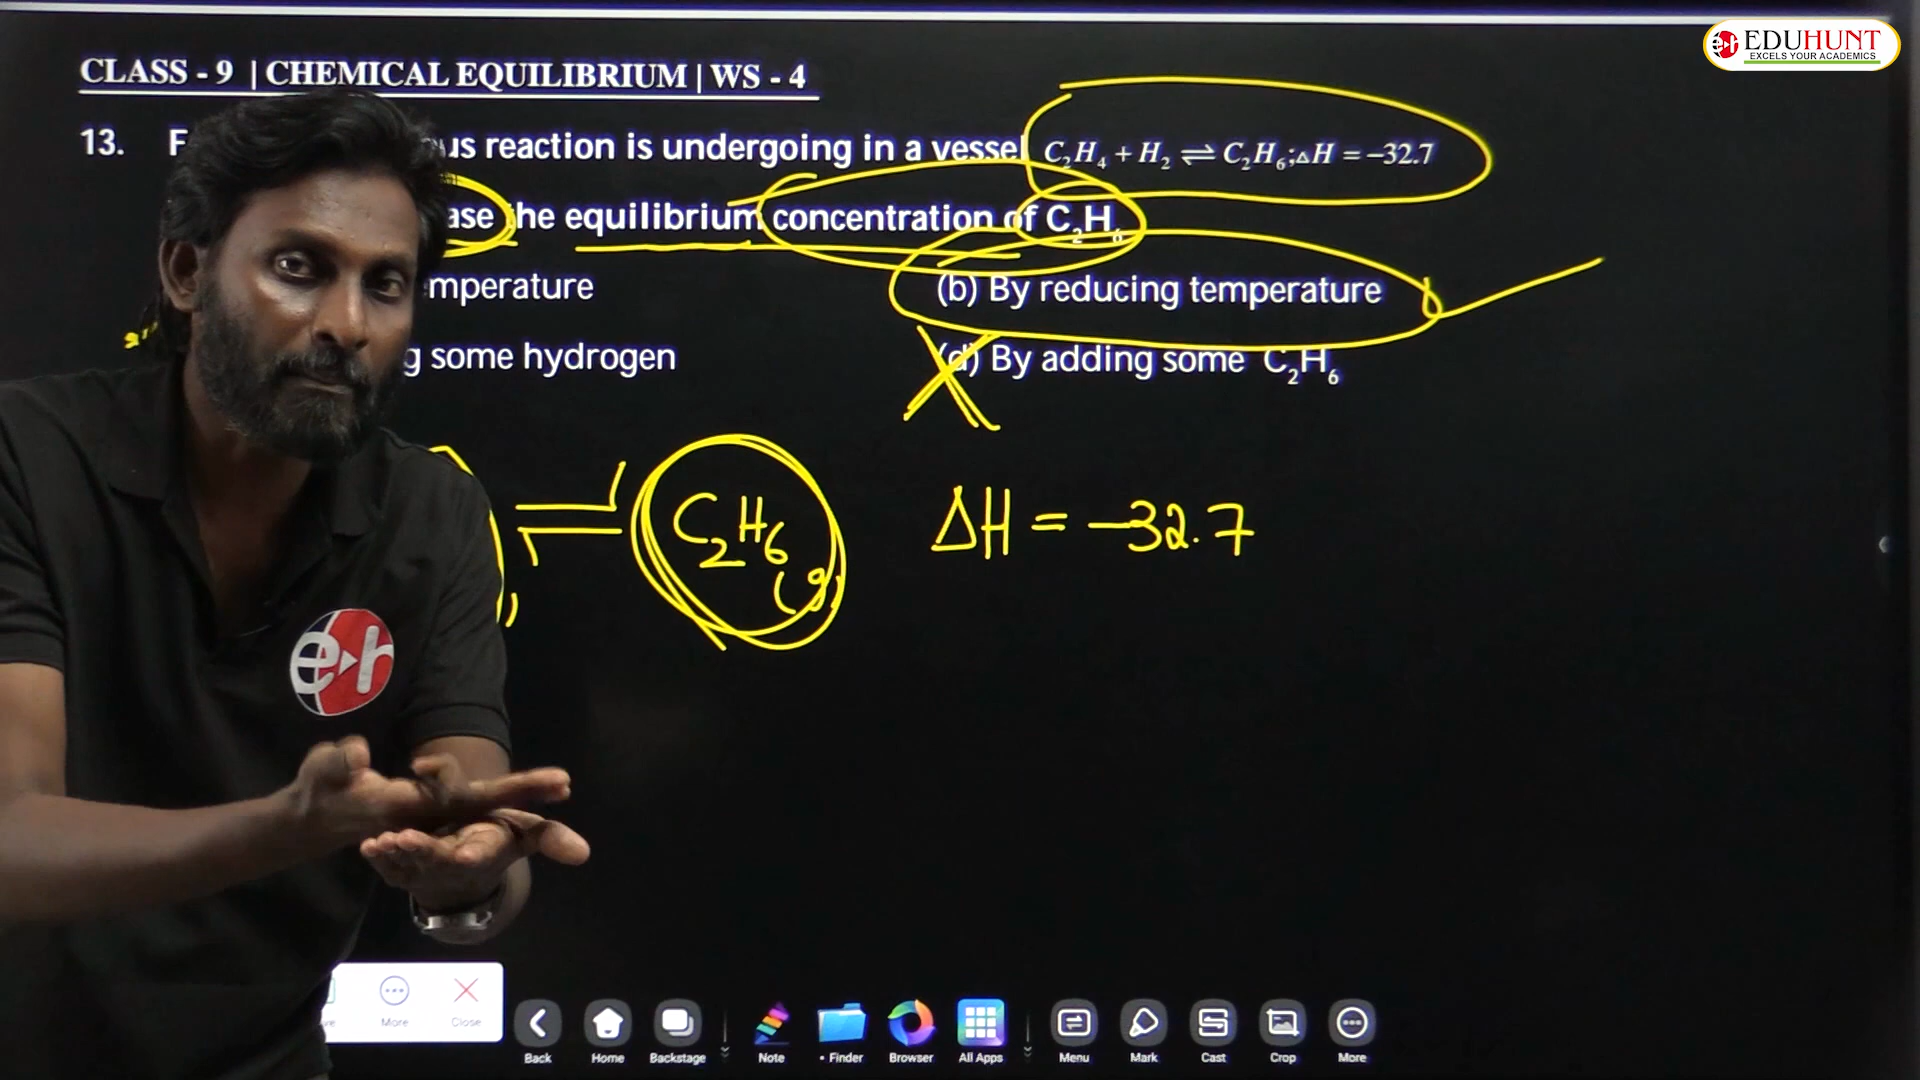 EDUHUNT
EXCELS YOUR ACADEMICS
CLASS - 9 | CHEMICAL EQUILIBRIUM | WS - 4
13. F us reaction is undergoing in a vessel C₂H₄ + H₂ ⇌ C₂H₆;ΔH = -32.7
ase the equilibrium concentration of C₂H₆
mperature (b) By reducing temperature
g some hydrogen (d) By adding some C₂H₆
⇌ C₂H₆(g) ΔH = -32.7
e h
More Close
Back Home Backstage Note • Finder Browser All Apps Menu Mark Cast Crop More